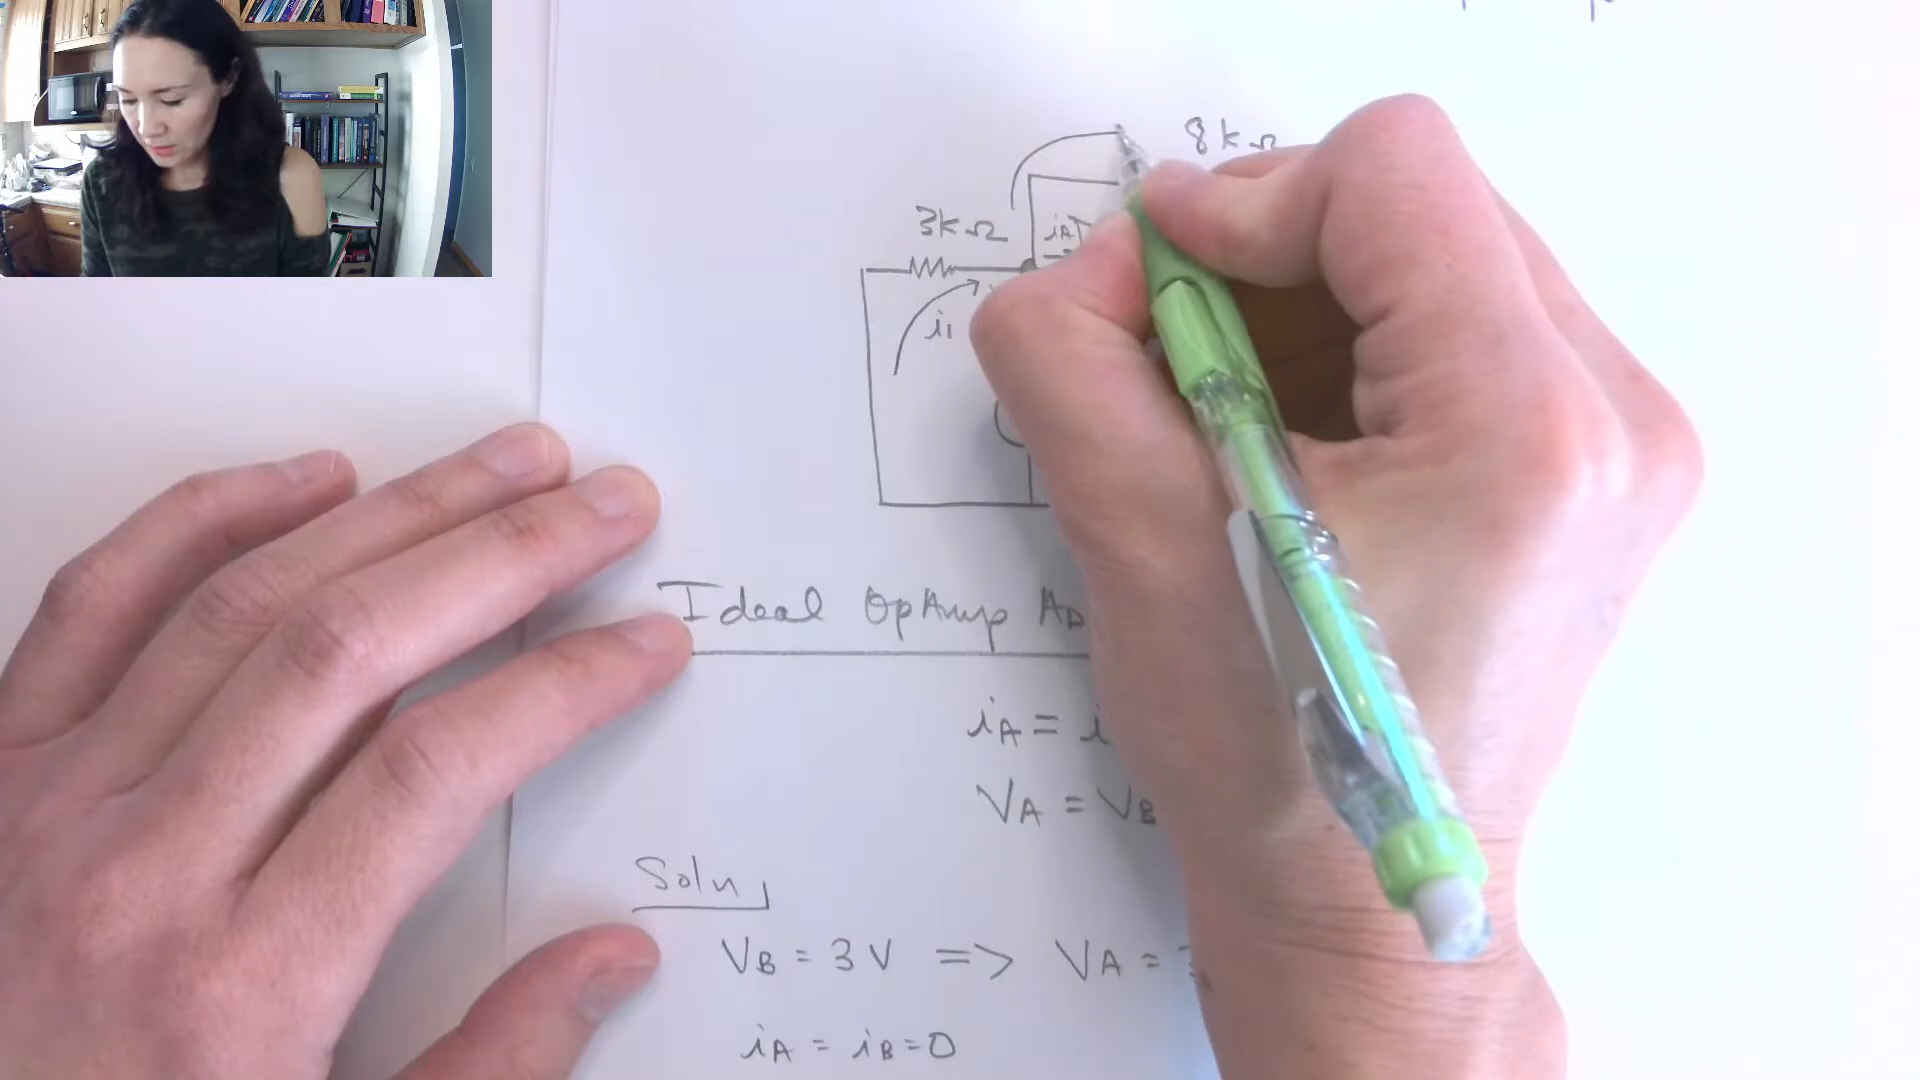 8kΩ
3kΩ
iA
i1
Ideal OpAmp
iA = i
VA = VB
Soln
VB = 3V => VA =
iA = iB = 0